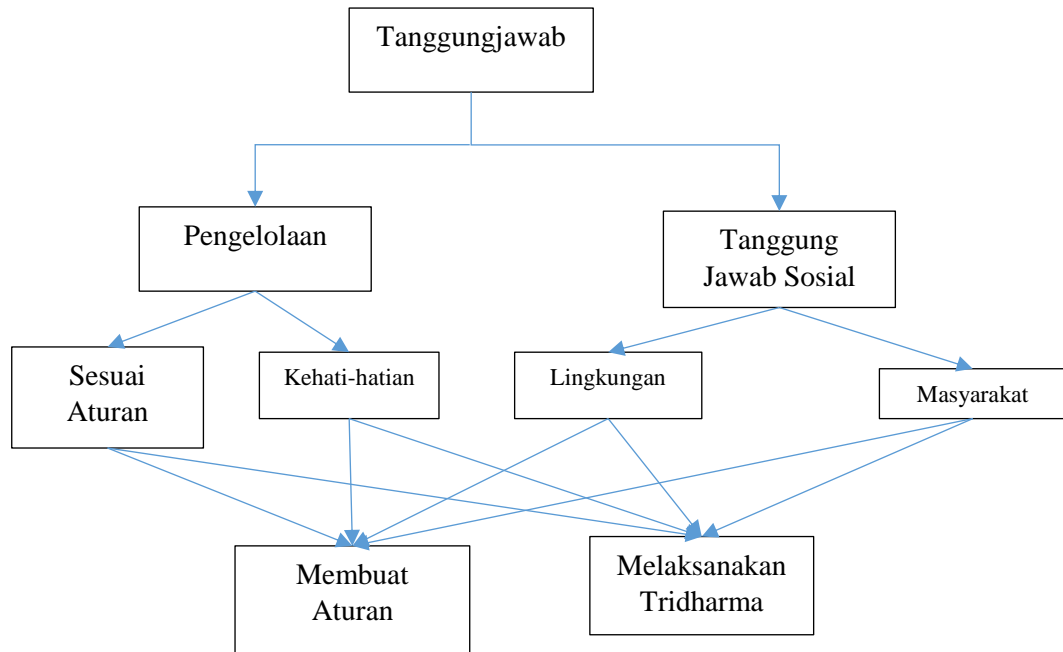 Tanggungjawab
Pengelolaan
Tanggung
Jawab Sosial
Sesuai
Aturan
Kehati-hatian
Lingkungan
Masyarakat
Membuat
Aturan
Melaksanakan
Tridharma